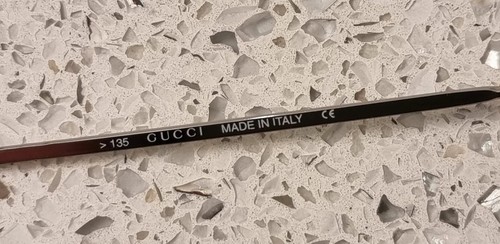 > 135 GUCCI MADE IN ITALY CE